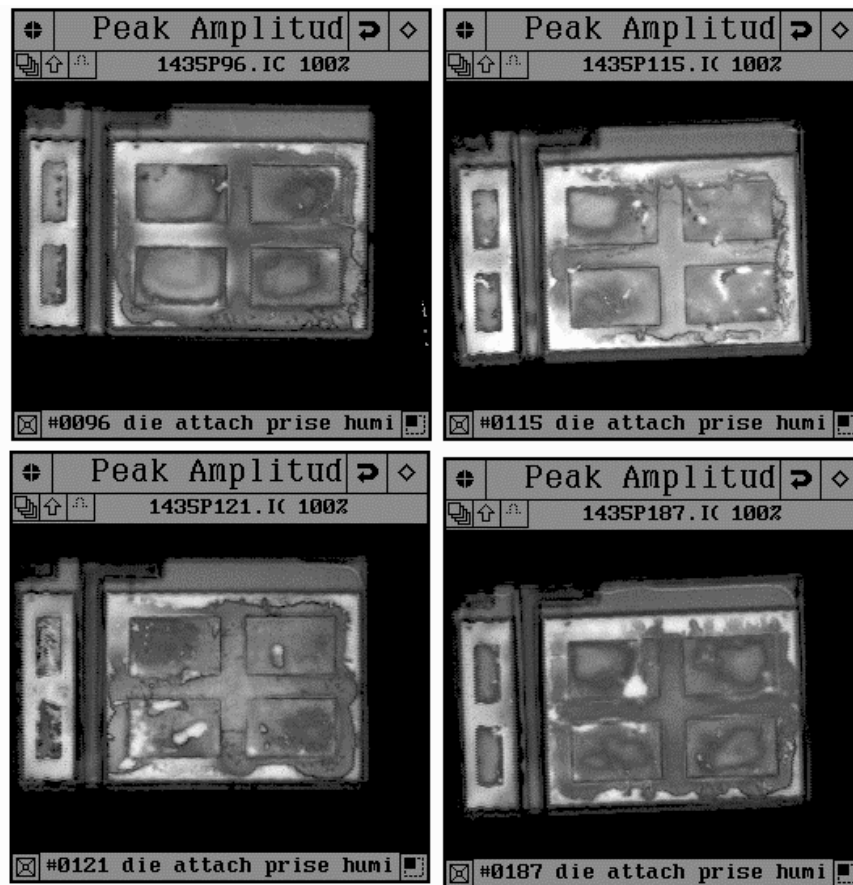 Peak Amplitud
1435P96.IC 100%
#0096 die attach prise humi
Peak Amplitud
1435P115.I( 100%
#0115 die attach prise humi
Peak Amplitud
1435P121.I( 100%
#0121 die attach prise humi
Peak Amplitud
1435P187.I( 100%
#0187 die attach prise humi